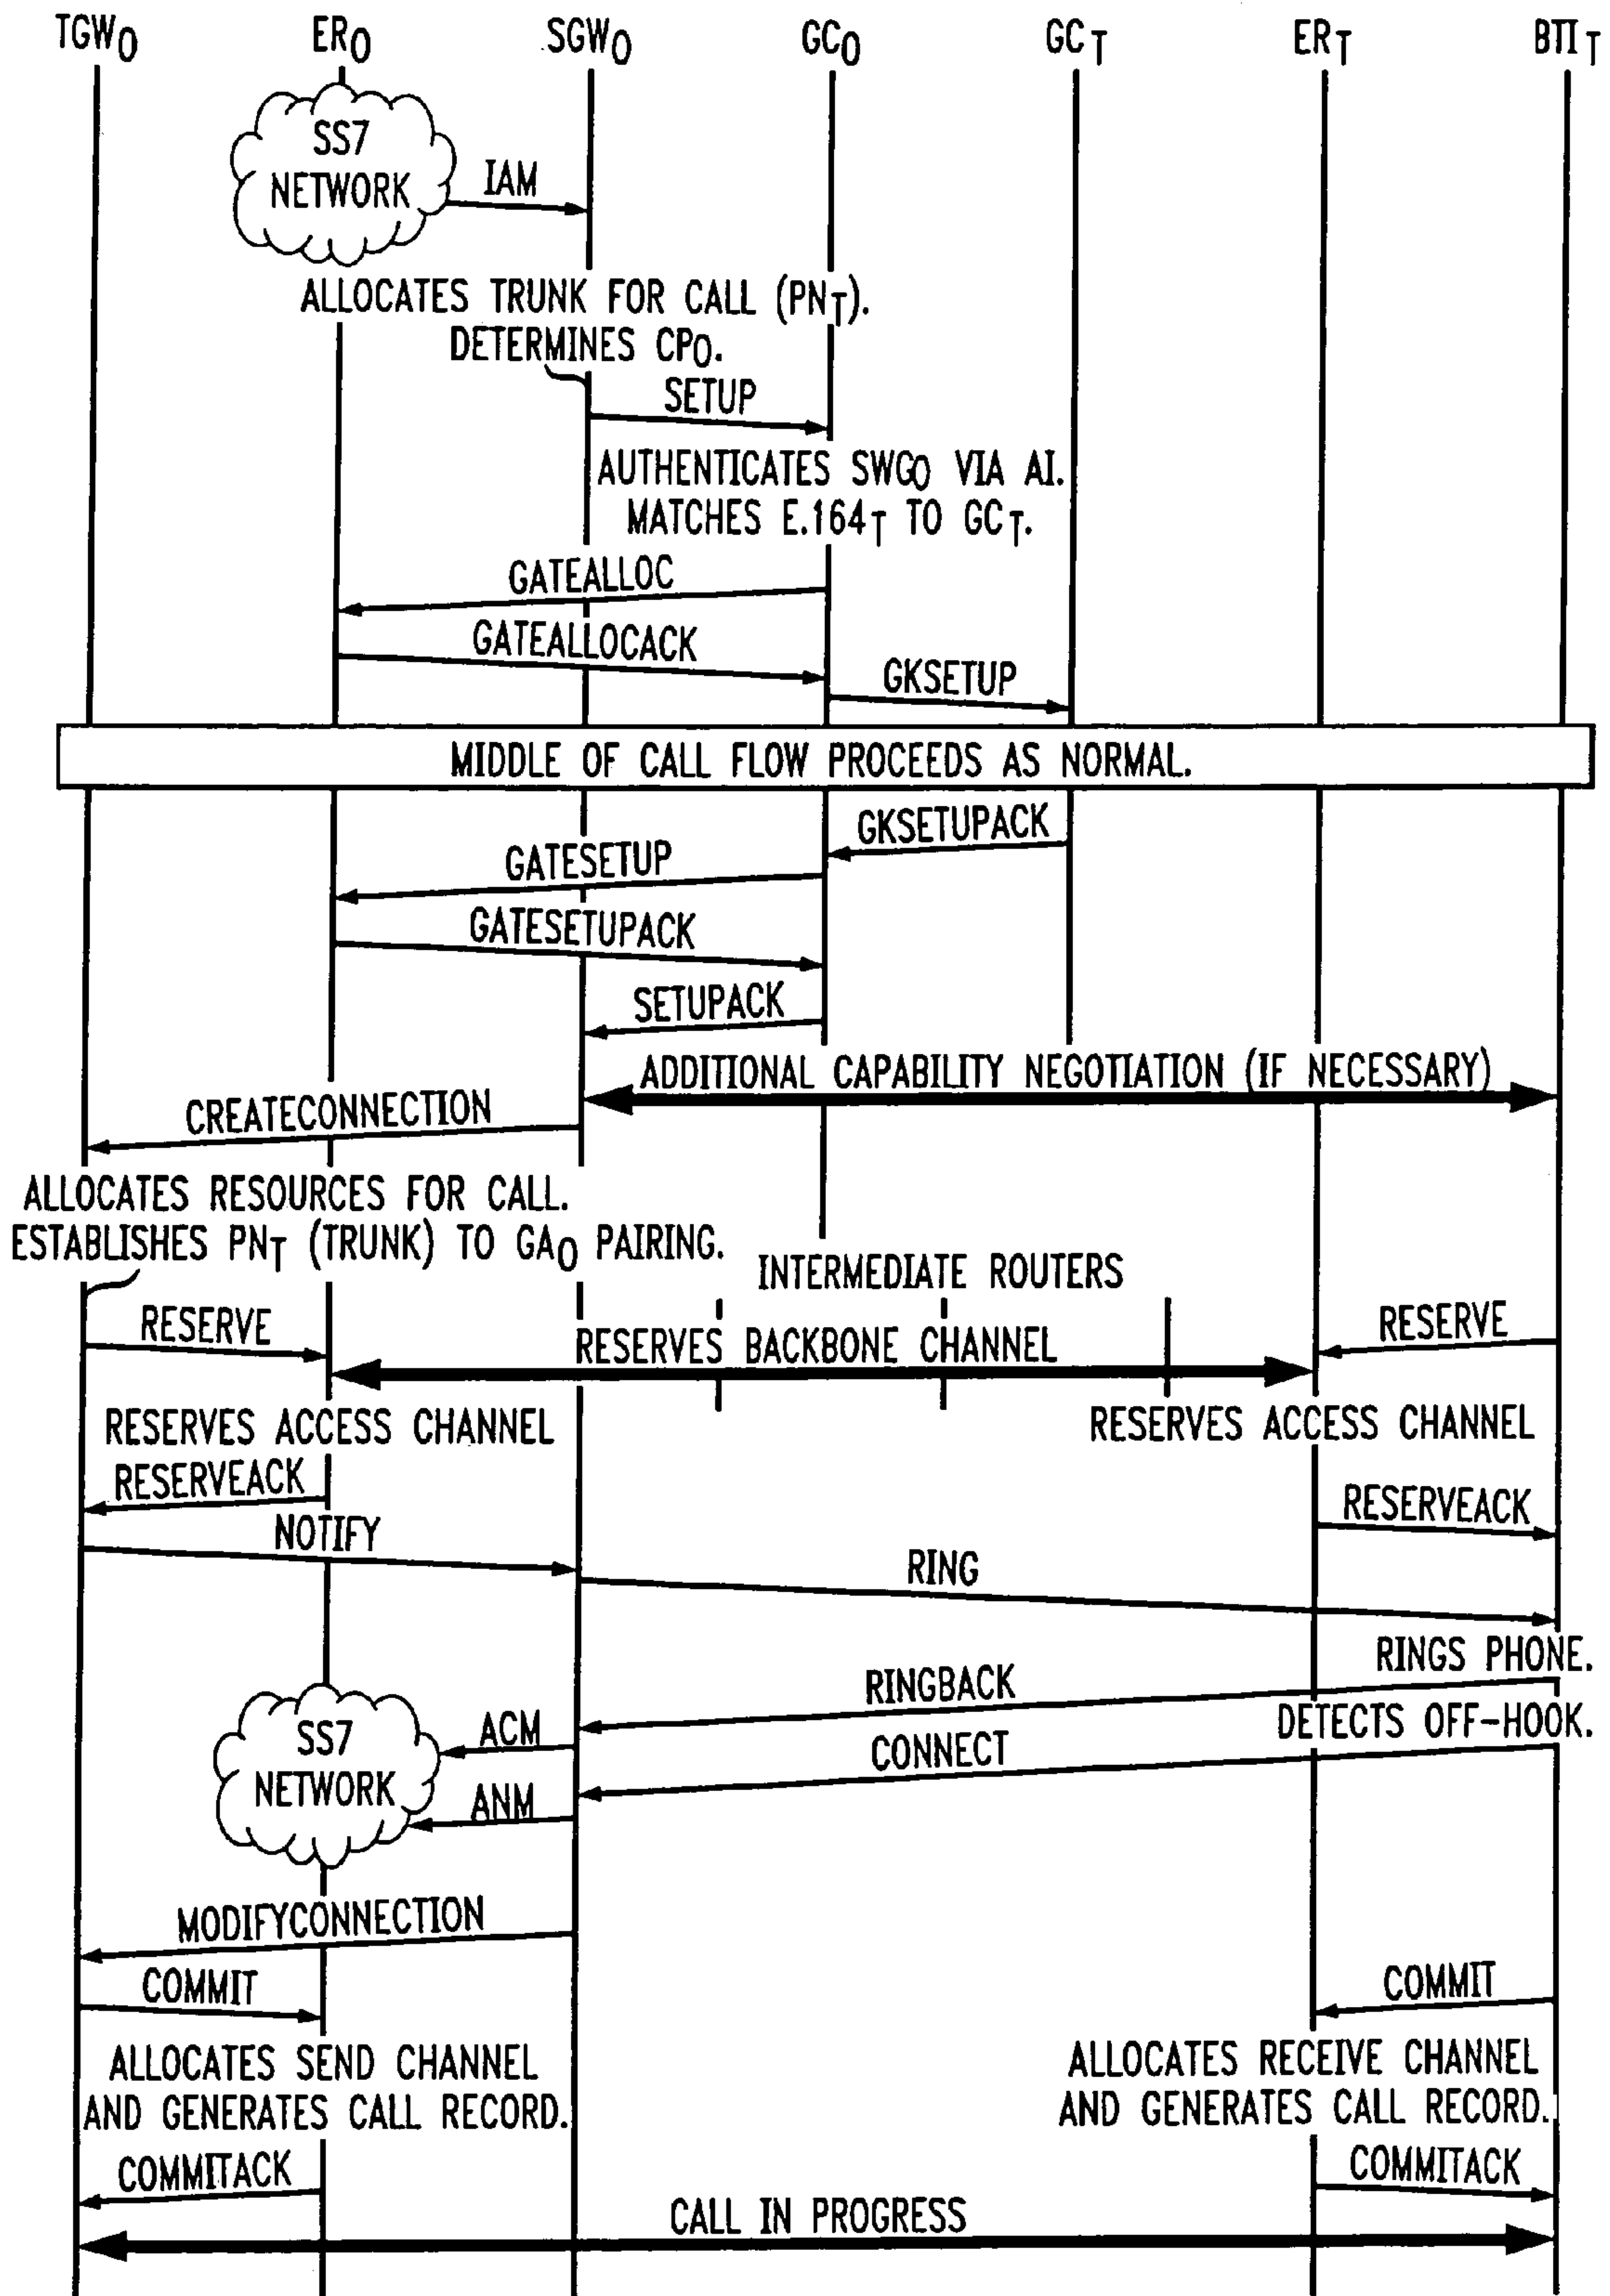 TGWO ERO SGWO GCO GCT ERT BTIT
SS7
NETWORK
IAM
ALLOCATES TRUNK FOR CALL (PNT).
DETERMINES CPO.
SETUP
AUTHENTICATES SWGO VIA AI.
MATCHES E.164T TO GCT.
GATEALLOC
GATEALLOCACK
GKSETUP
MIDDLE OF CALL FLOW PROCEEDS AS NORMAL.
GKSETUPACK
GATESETUP
GATESETUPACK
SETUPACK
ADDITIONAL CAPABILITY NEGOTIATION (IF NECESSARY)
CREATECONNECTION
ALLOCATES RESOURCES FOR CALL.
ESTABLISHES PNT (TRUNK) TO GAO PAIRING.
INTERMEDIATE ROUTERS
RESERVE
RESERVES BACKBONE CHANNEL
RESERVE
RESERVES ACCESS CHANNEL
RESERVES ACCESS CHANNEL
RESERVEACK
RESERVEACK
NOTIFY
RING
RINGS PHONE.
RINGBACK
DETECTS OFF-HOOK.
SS7
NETWORK
ACM
CONNECT
ANM
MODIFYCONNECTION
COMMIT
COMMIT
ALLOCATES SEND CHANNEL
AND GENERATES CALL RECORD.
ALLOCATES RECEIVE CHANNEL
AND GENERATES CALL RECORD.
COMMITACK
COMMITACK
CALL IN PROGRESS